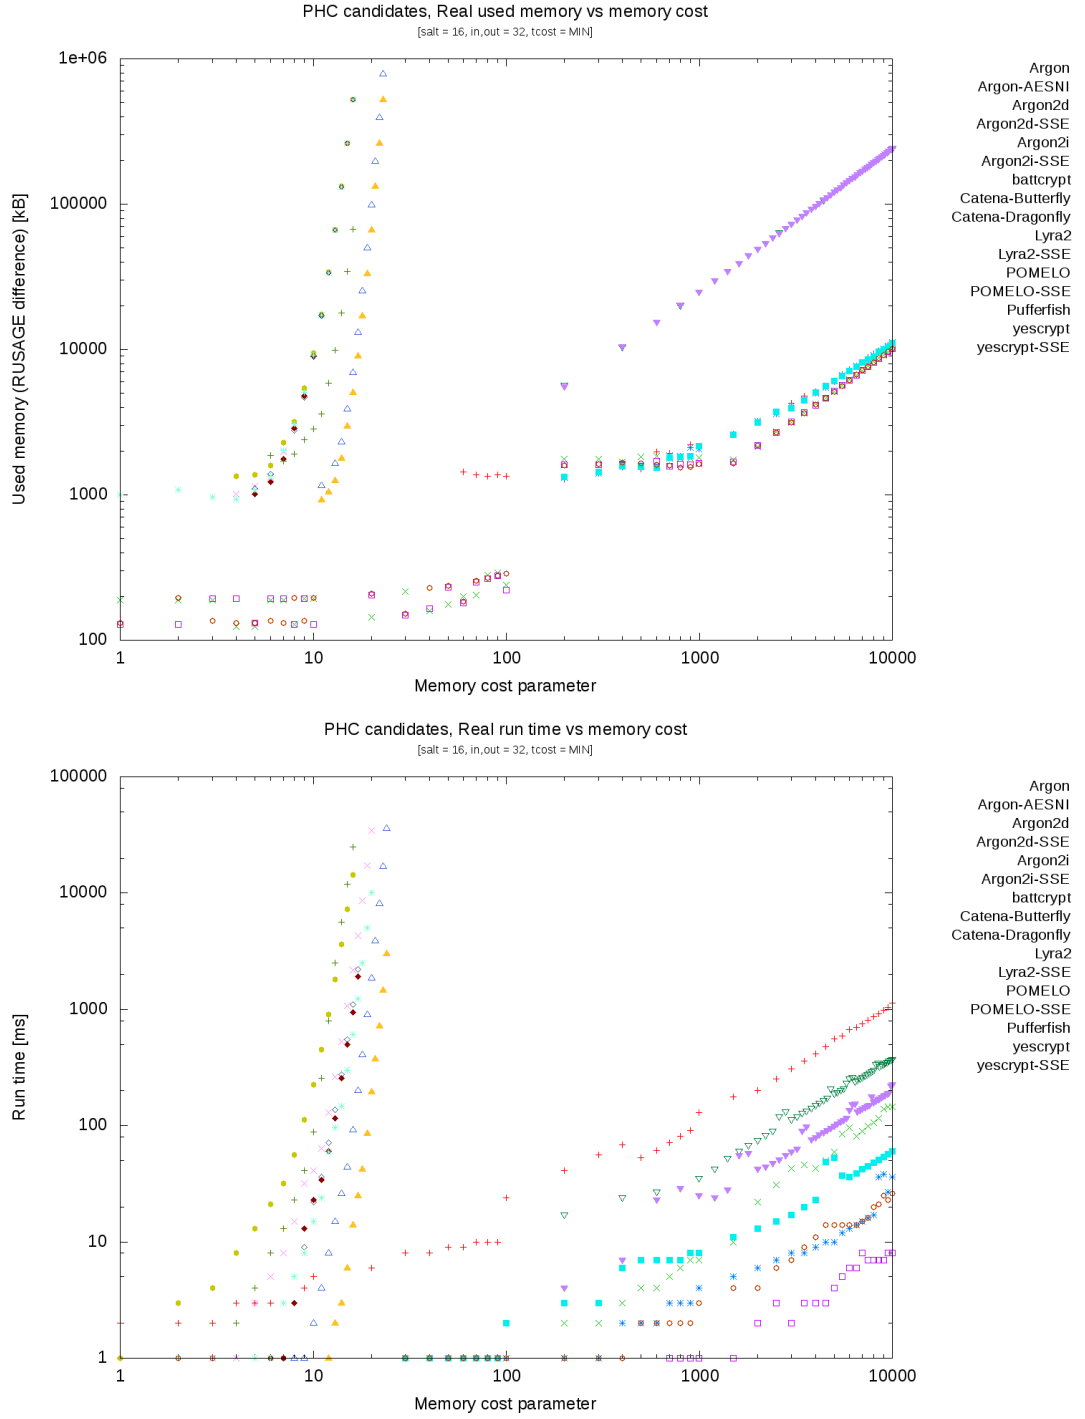 PHC candidates, Real used memory vs memory cost
[salt = 16, in,out = 32, tcost = MIN]
1e+06
100000
10000
1000
100
Used memory (RUSAGE difference) [kB]
1
10
100
1000
10000
Memory cost parameter
Argon
Argon-AESNI
Argon2d
Argon2d-SSE
Argon2i
Argon2i-SSE
battcrypt
Catena-Butterfly
Catena-Dragonfly
Lyra2
Lyra2-SSE
POMELO
POMELO-SSE
Pufferfish
yescrypt
yescrypt-SSE
PHC candidates, Real run time vs memory cost
[salt = 16, in,out = 32, tcost = MIN]
100000
10000
1000
100
10
1
Run time [ms]
1
10
100
1000
10000
Memory cost parameter
Argon
Argon-AESNI
Argon2d
Argon2d-SSE
Argon2i
Argon2i-SSE
battcrypt
Catena-Butterfly
Catena-Dragonfly
Lyra2
Lyra2-SSE
POMELO
POMELO-SSE
Pufferfish
yescrypt
yescrypt-SSE